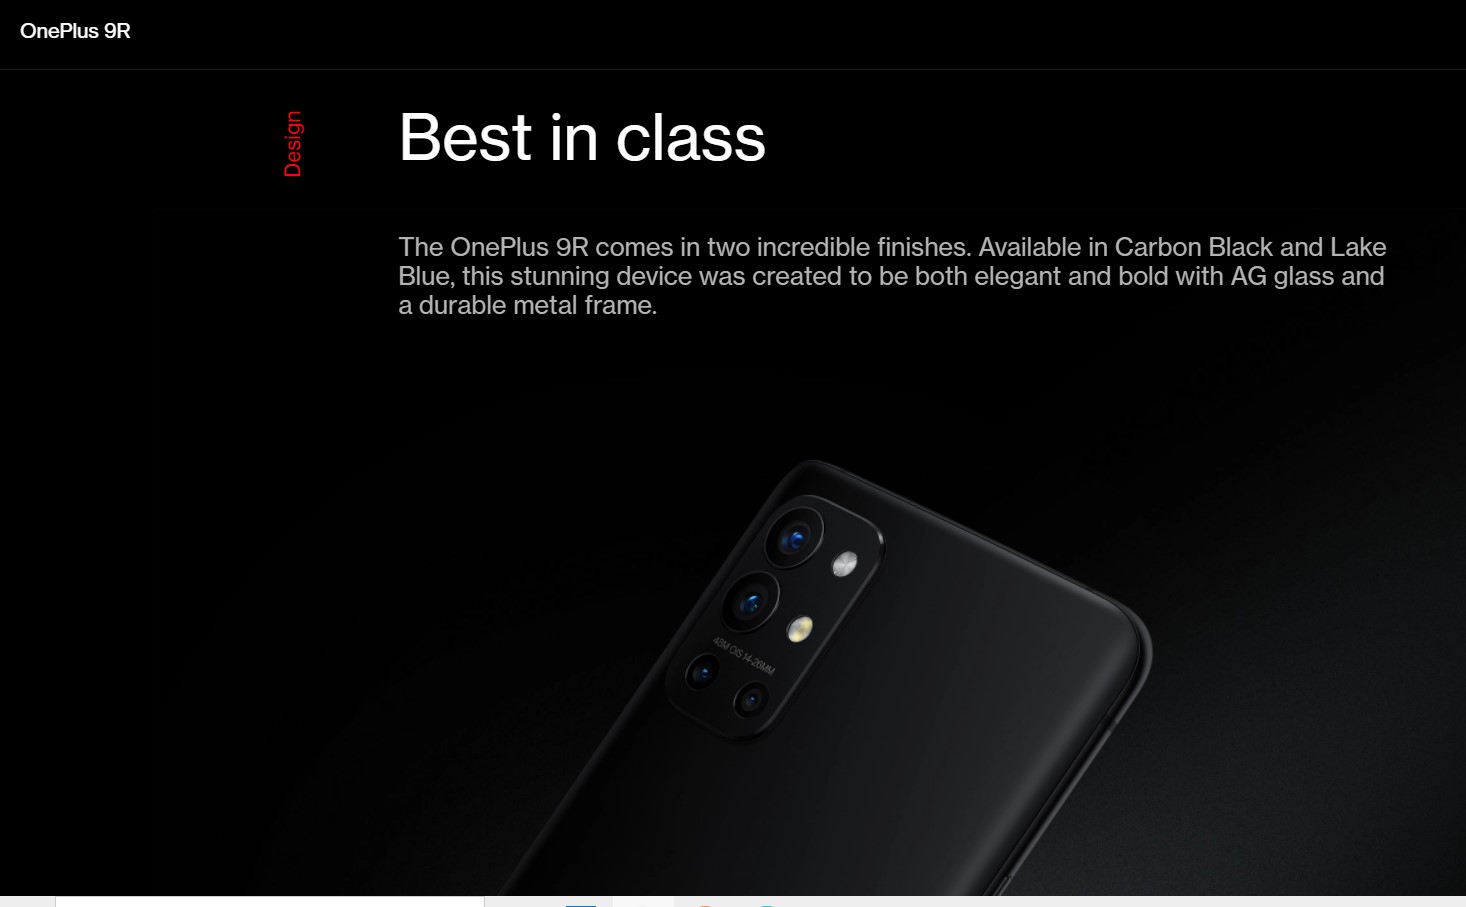 OnePlus 9R
Design
Best in class
The OnePlus 9R comes in two incredible finishes. Available in Carbon Black and Lake
Blue, this stunning device was created to be both elegant and bold with AG glass and
a durable metal frame.
48M OIS 14-26MM